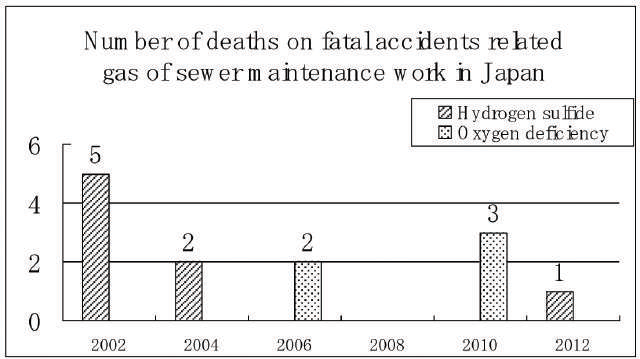 Number of deaths on fatal accidents related
gas of sewer maintenance work in Japan
Hydrogen sulfide
Oxygen deficiency
6
5
4
3
2
2
2
1
0
2002 2004 2006 2008 2010 2012